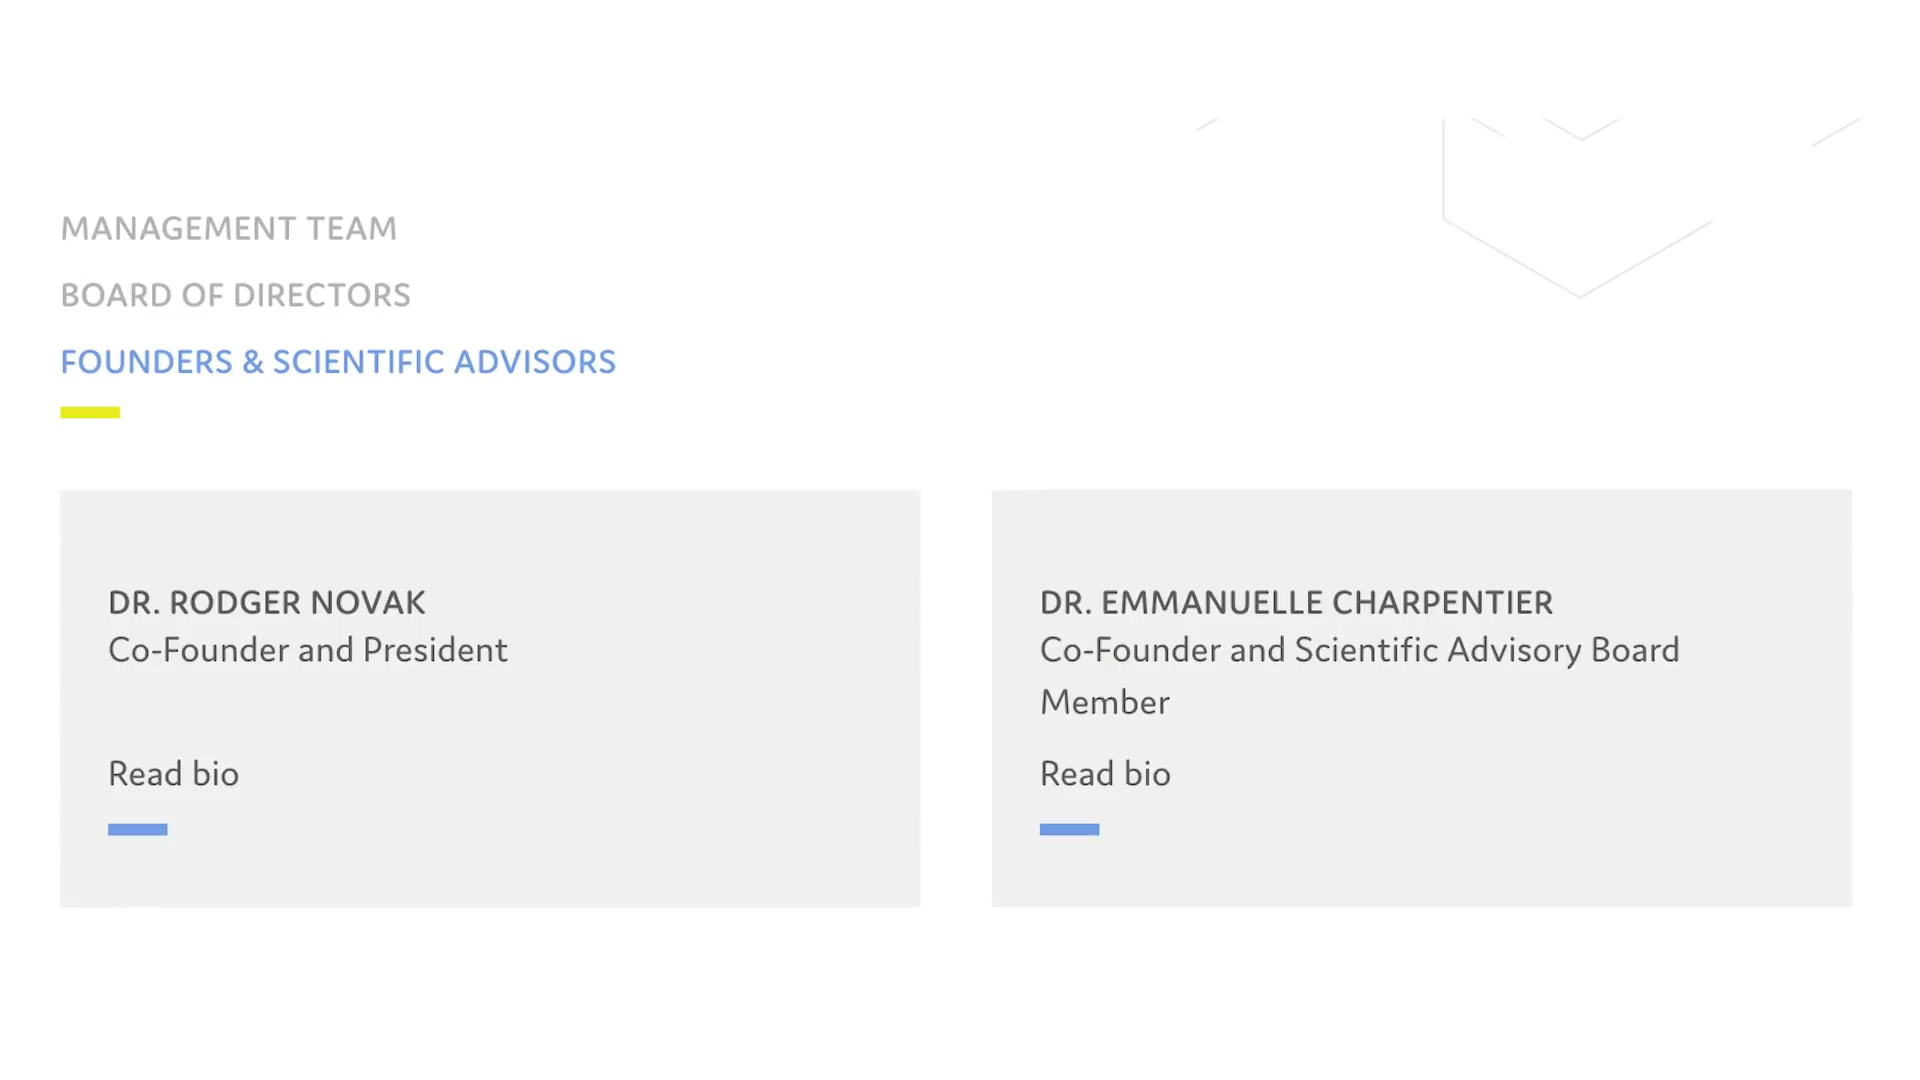 MANAGEMENT TEAM
BOARD OF DIRECTORS
FOUNDERS & SCIENTIFIC ADVISORS
DR. RODGER NOVAK
Co-Founder and President
Read bio
DR. EMMANUELLE CHARPENTIER
Co-Founder and Scientific Advisory Board
Member
Read bio